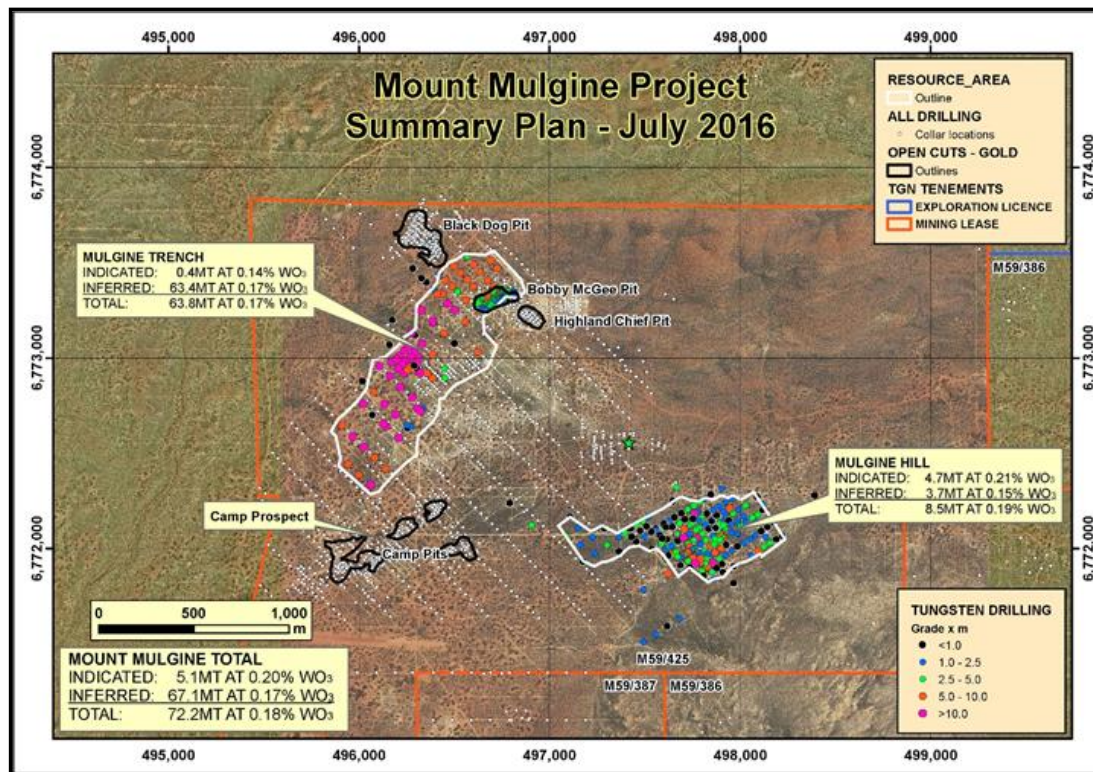 495,000 496,000 497,000 498,000 499,000
Mount Mulgine Project
Summary Plan - July 2016
RESOURCE_AREA
Outline
ALL DRILLING
Collar locations
OPEN CUTS - GOLD
Outlines
TGN TENEMENTS
EXPLORATION LICENCE
MINING LEASE
6,774,000
6,774,000
Black Dog Pit
MULGINE TRENCH
INDICATED: 0.4MT AT 0.14% WO₃
INFERRED: 63.4MT AT 0.17% WO₃
TOTAL: 63.8MT AT 0.17% WO₃
M59/386
Bobby McGee Pit
Highland Chief Pit
6,773,000
6,773,000
MULGINE HILL
INDICATED: 4.7MT AT 0.21% WO₃
INFERRED: 3.7MT AT 0.15% WO₃
TOTAL: 8.5MT AT 0.19% WO₃
Camp Prospect
Camp Pits
6,772,000
6,772,000
0 500 1,000
m
TUNGSTEN DRILLING
Grade x m
<1.0
1.0 - 2.5
2.5 - 5.0
5.0 - 10.0
>10.0
MOUNT MULGINE TOTAL
INDICATED: 5.1MT AT 0.20% WO₃
INFERRED: 67.1MT AT 0.17% WO₃
TOTAL: 72.2MT AT 0.18% WO₃
M59/425
M59/387 M59/386
495,000 496,000 497,000 498,000 499,000